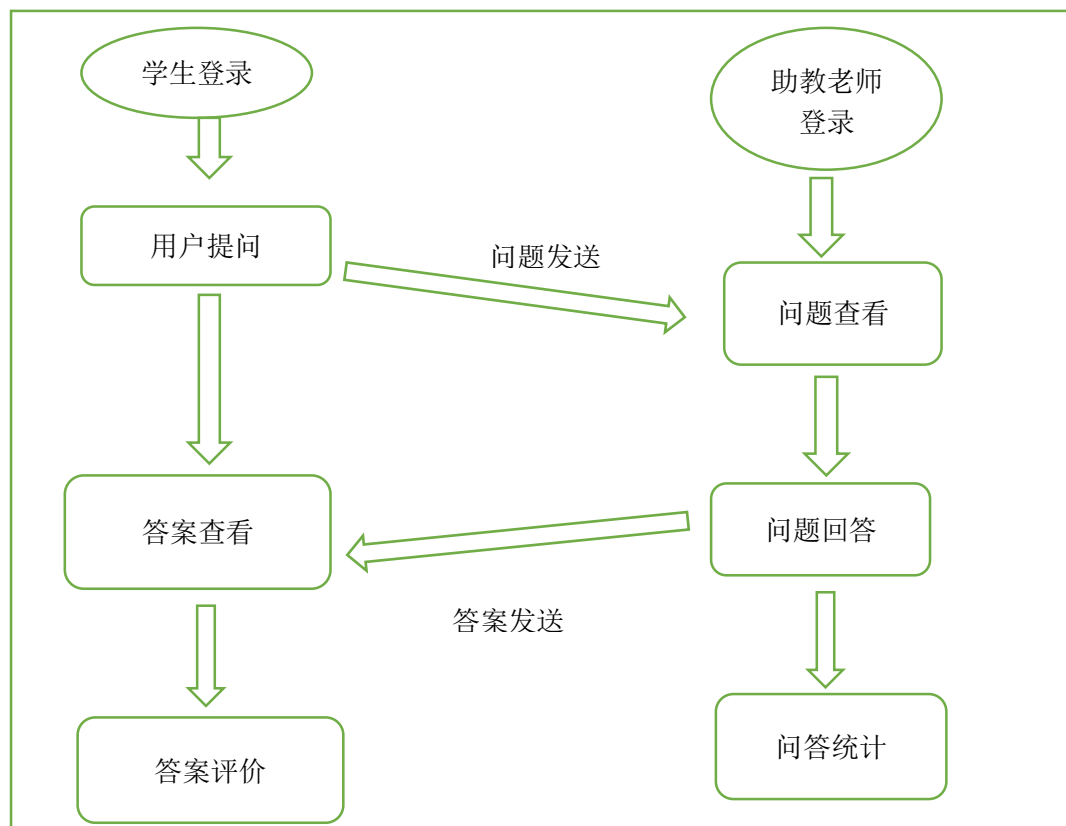 学生登录
助教老师
登录
用户提问
问题发送
问题查看
答案查看
问题回答
答案发送
答案评价
问答统计